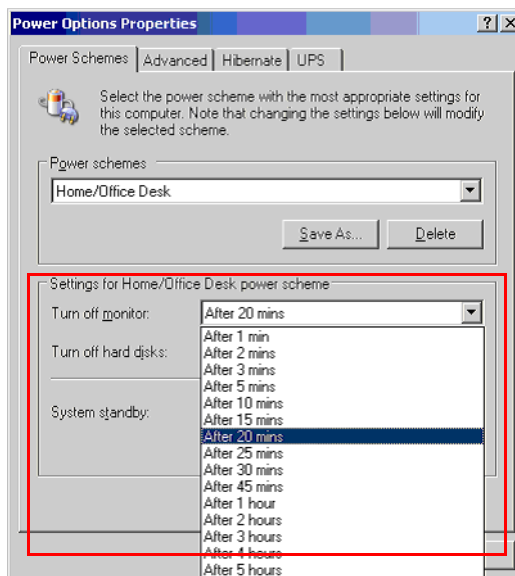 Power Options Properties
Power Schemes Advanced Hibernate UPS
Select the power scheme with the most appropriate settings for
this computer. Note that changing the settings below will modify
the selected scheme.
Power schemes
Home/Office Desk
Save As... Delete
Settings for Home/Office Desk power scheme
Turn off monitor: After 20 mins
After 1 min
Turn off hard disks: After 2 mins
After 3 mins
After 5 mins
After 10 mins
System standby: After 15 mins
After 20 mins
After 25 mins
After 30 mins
After 45 mins
After 1 hour
After 2 hours
After 3 hours
After 4 hours
After 5 hours